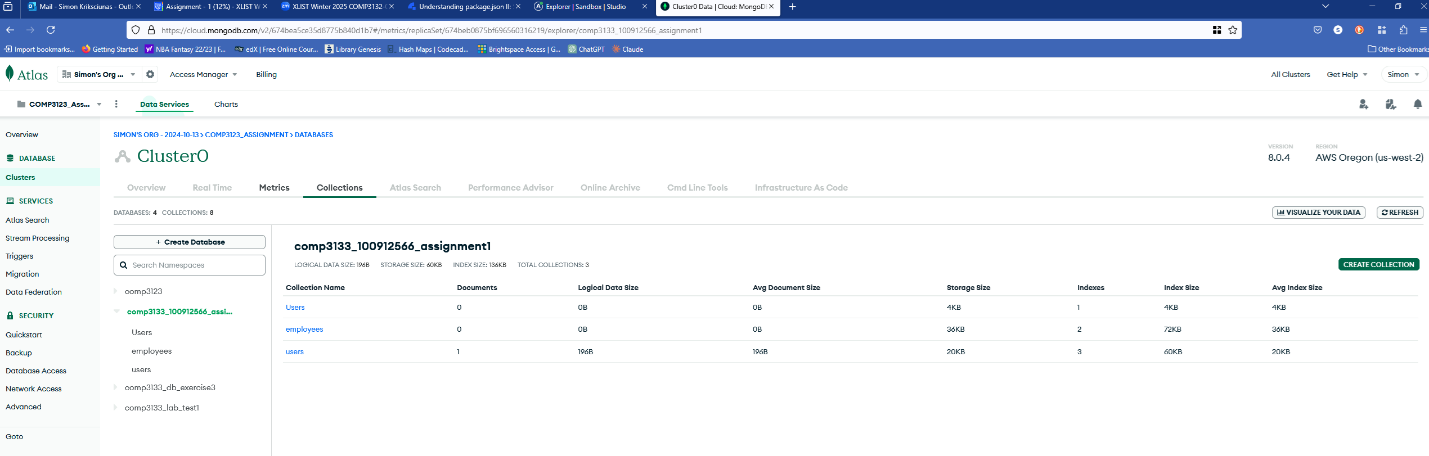 Mail - Simon Kriksciunas - Outl
Assignment - 1 (12%) - XLIST W
XLIST Winter 2025 COMP3132 -
Understanding package.json II:
Explorer | Sandbox | Studio
Cluster0 Data | Cloud: MongoD
https://cloud.mongodb.com/v2/674bea5ce35d8775b840d1b7#/metrics/replicaSet/674beb0875bf696560316219/explorer/comp3133_100912566_assignment1
Import bookmarks...
Getting Started
NBA Fantasy 22/23 | F...
edX | Free Online Cour...
Library Genesis
Hash Maps | Codecad...
Brightspace Access | G...
ChatGPT
Claude
Other Bookmarks
Atlas
Simon's Org ...
Access Manager
Billing
All Clusters
Get Help
Simon
COMP3123_Ass...
Data Services
Charts
Overview
DATABASE
Clusters
SERVICES
Atlas Search
Stream Processing
Triggers
Migration
Data Federation
SECURITY
Quickstart
Backup
Database Access
Network Access
Advanced
Goto
SIMON'S ORG - 2024-10-13 > COMP3123_ASSIGNMENT > DATABASES
Cluster0
VERSION
8.0.4
REGION
AWS Oregon (us-west-2)
Overview
Real Time
Metrics
Collections
Atlas Search
Performance Advisor
Online Archive
Cmd Line Tools
Infrastructure As Code
DATABASES: 4 COLLECTIONS: 8
VISUALIZE YOUR DATA
REFRESH
+ Create Database
Search Namespaces
comp3123
comp3133_100912566_assi...
Users
employees
users
comp3133_db_exercise3
comp3133_lab_test1
comp3133_100912566_assignment1
LOGICAL DATA SIZE: 196B STORAGE SIZE: 60KB INDEX SIZE: 136KB TOTAL COLLECTIONS: 3
CREATE COLLECTION
Collection Name Documents Logical Data Size Avg Document Size Storage Size Indexes Index Size Avg Index Size
Users 0 0B 0B 4KB 1 4KB 4KB
employees 0 0B 0B 36KB 2 72KB 36KB
users 1 196B 196B 20KB 3 60KB 20KB